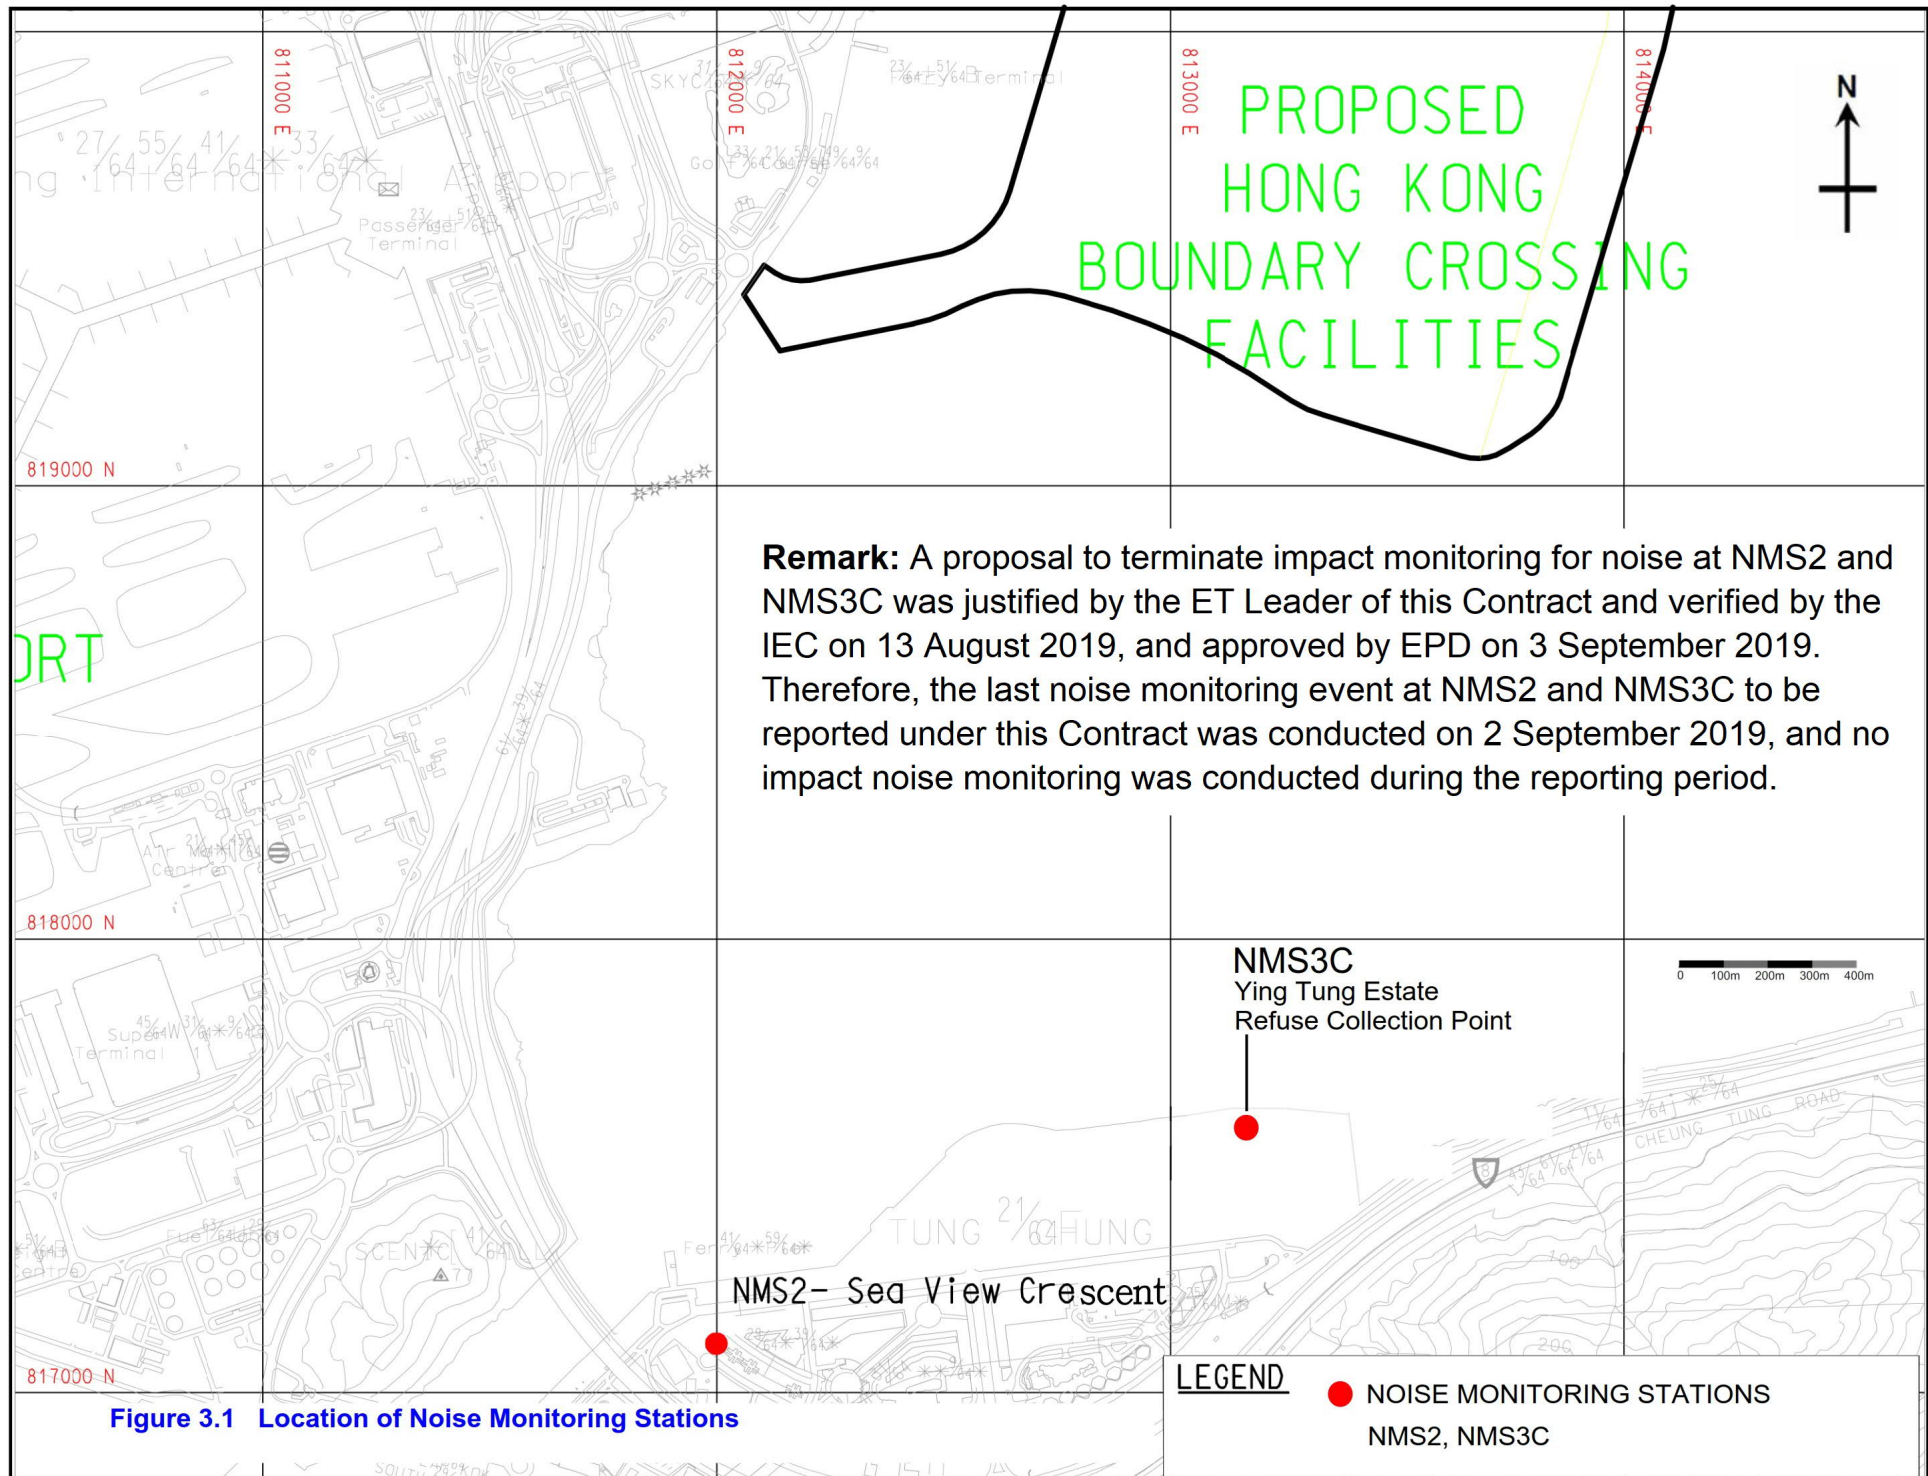 811000 E
812000 E
813000 E
814000 E
N
PROPOSED
HONG KONG
BOUNDARY CROSSING
FACILITIES
Passenger
Terminal
819000 N
Remark: A proposal to terminate impact monitoring for noise at NMS2 and
NMS3C was justified by the ET Leader of this Contract and verified by the
IEC on 13 August 2019, and approved by EPD on 3 September 2019.
Therefore, the last noise monitoring event at NMS2 and NMS3C to be
reported under this Contract was conducted on 2 September 2019, and no
impact noise monitoring was conducted during the reporting period.
ORT
818000 N
NMS3C
Ying Tung Estate
Refuse Collection Point
0 100m 200m 300m 400m
Terminal 1
CHEUNG TUNG ROAD
8
TUNG
100
NMS2- Sea View Crescent
200
817000 N
LEGEND
NOISE MONITORING STATIONS
NMS2, NMS3C
Figure 3.1 Location of Noise Monitoring Stations